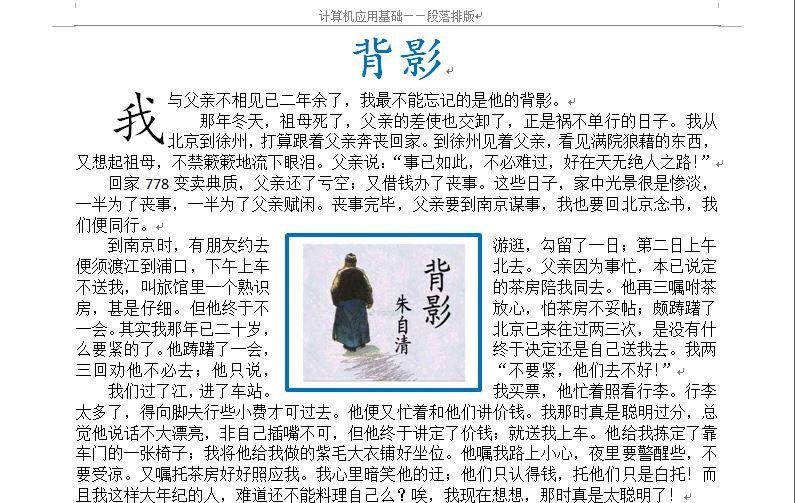 计算机应用基础——段落排版
背影
我与父亲不相见已二年余了，我最不能忘记的是他的背影。
那年冬天，祖母死了，父亲的差使也交卸了，正是祸不单行的日子。我从
北京到徐州，打算跟着父亲奔丧回家。到徐州见着父亲，看见满院狼藉的东西，
又想起祖母，不禁簌簌地流下眼泪。父亲说：“事已如此，不必难过，好在天无绝人之路！”
回家 778 变卖典质，父亲还了亏空；又借钱办了丧事。这些日子，家中光景很是惨淡，
一半为了丧事，一半为了父亲赋闲。丧事完毕，父亲要到南京谋事，我也要回北京念书，我
们便同行。
到南京时，有朋友约去游逛，勾留了一日；第二日上午
便须渡江到浦口，下午上车北去。父亲因为事忙，本已说定
不送我，叫旅馆里一个熟识的茶房陪我同去。他再三嘱咐茶
房，甚是仔细。但他终于不放心，怕茶房不妥帖；颇踌躇了
一会。其实我那年已二十岁，北京已来往过两三次，是没有什
么要紧的了。他踌躇了一会，终于决定还是自己送我去。我两
三回劝他不必去；他只说，“不要紧，他们去不好！”
我们过了江，进了车站。我买票，他忙着照看行李。行李
太多了，得向脚夫行些小费才可过去。他便又忙着和他们讲价钱。我那时真是聪明过分，总
觉他说话不大漂亮，非自己插嘴不可，但他终于讲定了价钱；就送我上车。他给我拣定了靠
车门的一张椅子；我将他给我做的紫毛大衣铺好坐位。他嘱我路上小心，夜里要警醒些，不
要受凉。又嘱托茶房好好照应我。我心里暗笑他的迂；他们只认得钱，托他们只是白托！而
且我这样大年纪的人，难道还不能料理自己么？唉，我现在想想，那时真是太聪明了！
背影
朱自清